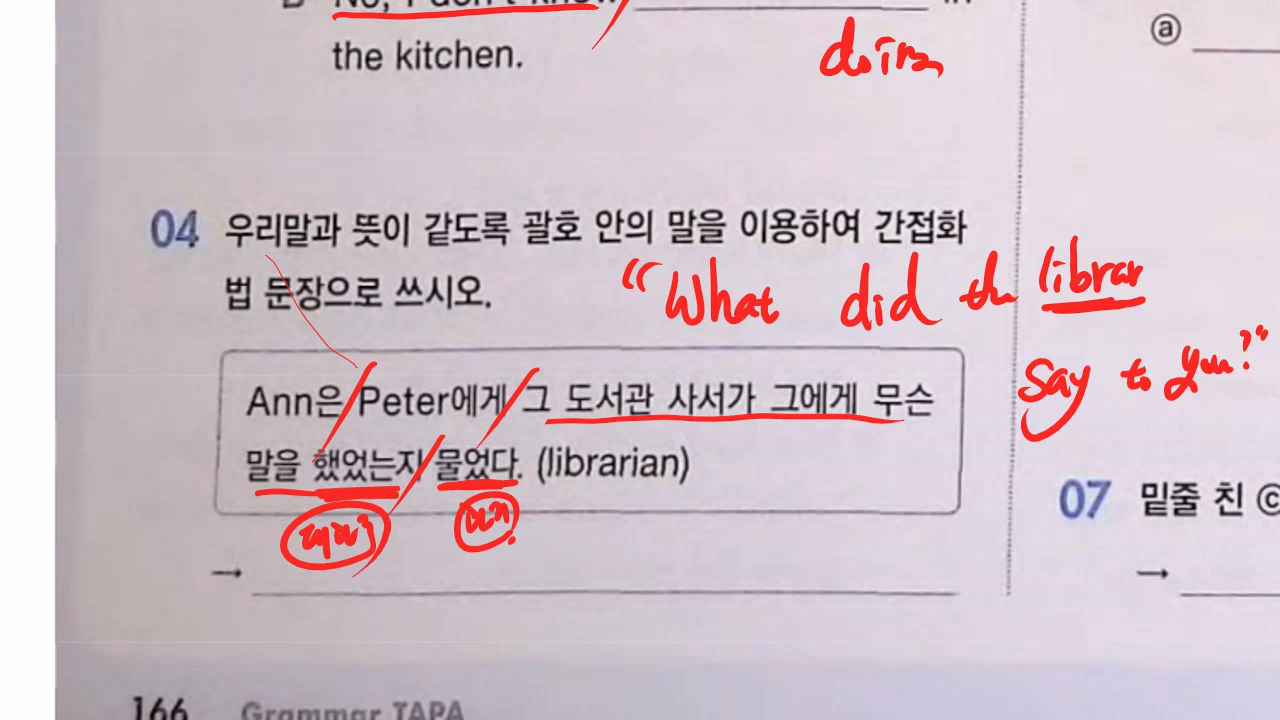 the kitchen.
ⓐ
04 우리말과 뜻이 같도록 괄호 안의 말을 이용하여 간접화
법 문장으로 쓰시오.
“What did the librar
say to you?”
Ann은 Peter에게 그 도서관 사서가 그에게 무슨
말을 했었는지 물었다. (librarian)
→
07 밑줄 친 ⓒ
→
166 Grammar TAPA